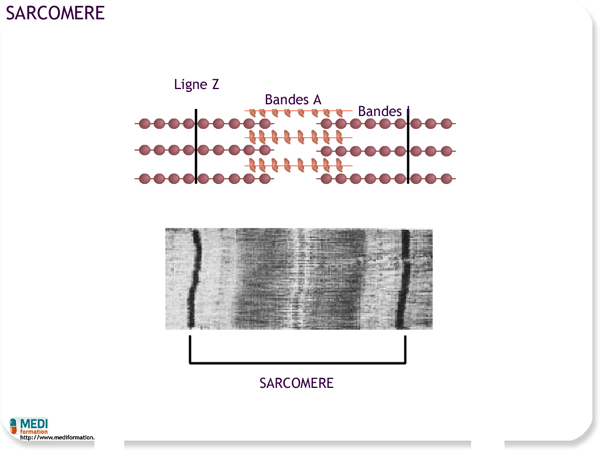 SARCOMERE
Ligne Z
Bandes A
Bandes I
SARCOMERE
MEDI
formation
http://www.mediformation.